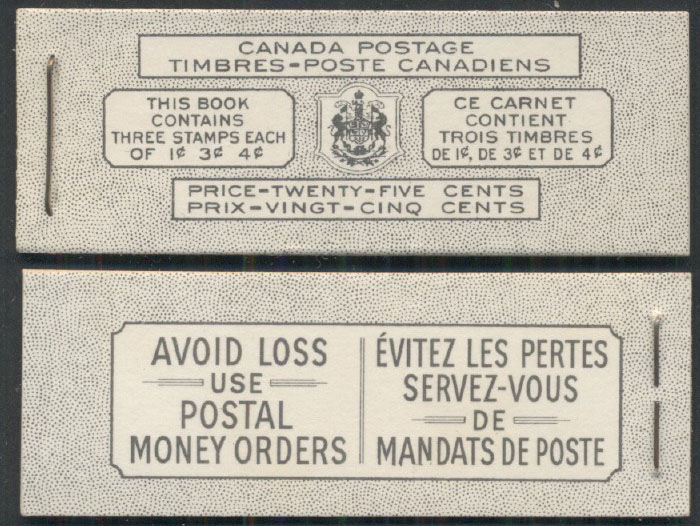 CANADA POSTAGE
TIMBRES-POSTE CANADIENS
THIS BOOK
CONTAINS
THREE STAMPS EACH
OF 1¢ 3¢ 4¢
CE CARNET
CONTIENT
TROIS TIMBRES
DE 1¢, DE 3¢ ET DE 4¢
PRICE-TWENTY-FIVE CENTS
PRIX-VINGT-CINQ CENTS
AVOID LOSS
USE
POSTAL
MONEY ORDERS
ÉVITEZ LES PERTES
SERVEZ-VOUS
DE
MANDATS DE POSTE